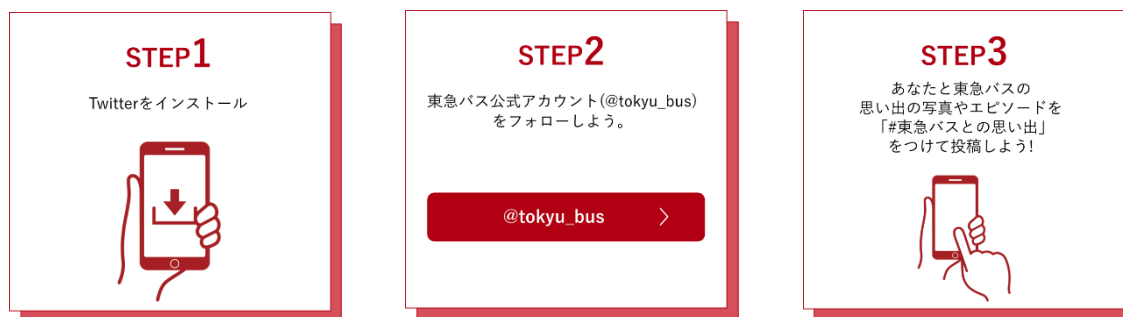 STEP1
Twitterをインストール
STEP2
東急バス公式アカウント(@tokyu_bus)
をフォローしよう。
@tokyu_bus
STEP3
あなたと東急バスの
思い出の写真やエピソードを
「#東急バスとの思い出」
をつけて投稿しよう!